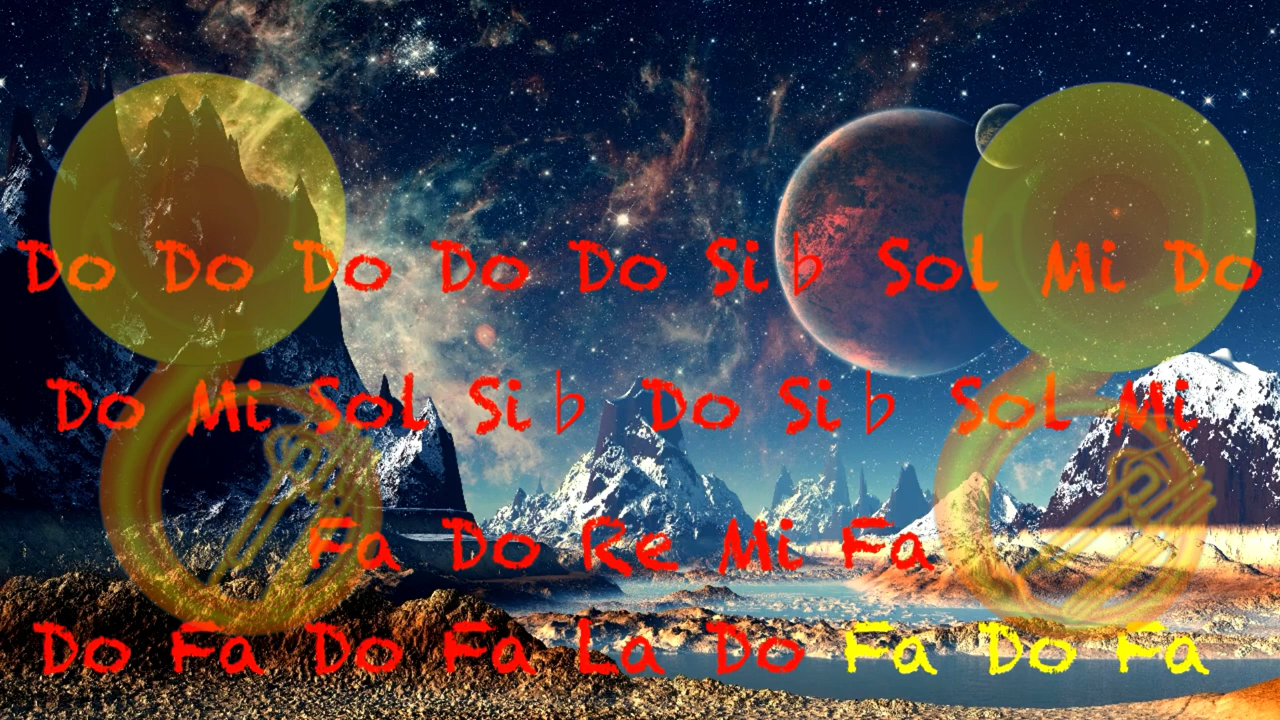 Do Do Do Do Do Si♭ Sol Mi Do
Do Mi Sol Si♭ Do Si♭ Sol Mi
Fa Do Re Mi Fa
Do Fa Do Fa La Do Fa Do Fa